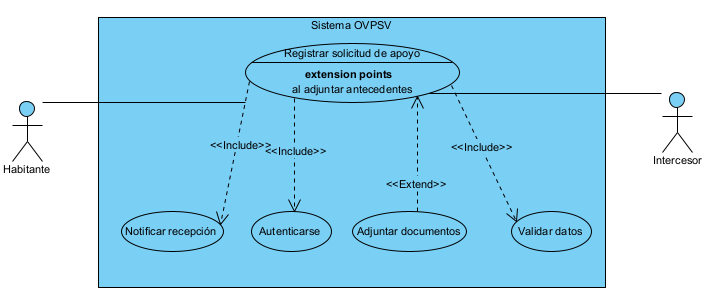 Sistema OVPSV
Registrar solicitud de apoyo
extension points
al adjuntar antecedentes
Habitante
Intercesor
<<Include>>
<<Include>>
<<Include>>
<<Extend>>
Notificar recepción
Autenticarse
Adjuntar documentos
Validar datos